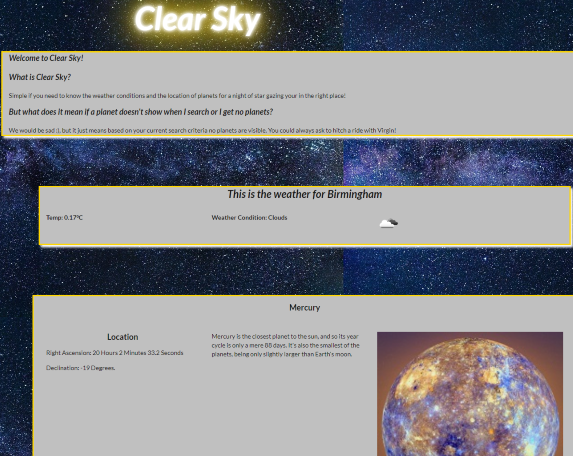 Clear Sky
Welcome to Clear Sky!
What is Clear Sky?
Simple if you need to know the weather conditions and the location of planets for a night of star gazing your in the right place!
But what does it mean if a planet doesn't show when I search or I get no planets?
We would be sad :(, but it just means based on your current search criteria no planets are visible. You could always ask to hitch a ride with Virgin!
This is the weather for Birmingham
Temp: 0.17°C
Weather Condition: Clouds
Mercury
Location
Right Ascension: 20 Hours 2 Minutes 33.2 Seconds
Declination: -19 Degrees.
Mercury is the closest planet to the sun, and so its year
cycle is only a mere 88 days. It's also the smallest of the
planets, being only slightly larger than Earth's moon.